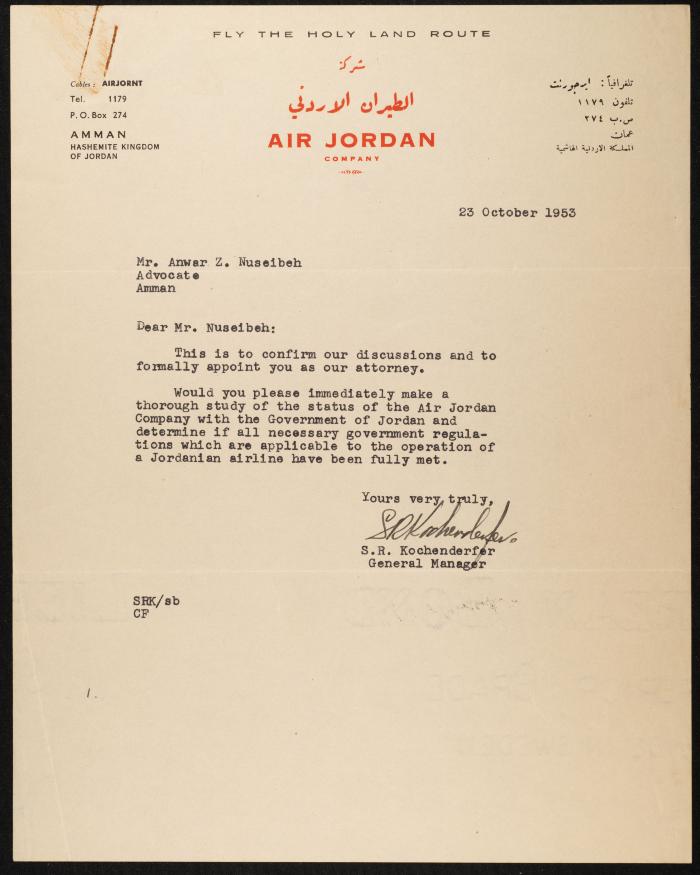 FLY THE HOLY LAND ROUTE
شركة
الطيران الاردني
AIR JORDAN
COMPANY
Cables : AIRJORNT
Tel. 1179
P.O. Box 274
AMMAN
HASHEMITE KINGDOM
OF JORDAN
تلغرافياً : ايرجورنت
تلفون ١١٧٩
ص.ب ٢٧٤
عمان
المملكة الاردنية الهاشمية
23 October 1953
Mr. Anwar Z. Nuseibeh
Advocate
Amman
Dear Mr. Nuseibeh:
This is to confirm our discussions and to
formally appoint you as our attorney.
Would you please immediately make a
thorough study of the status of the Air Jordan
Company with the Government of Jordan and
determine if all necessary government regula-
tions which are applicable to the operation of
a Jordanian airline have been fully met.
Yours very truly,
SRKochenderfer
S.R. Kochenderfer
General Manager
SRK/sb
CF
1.